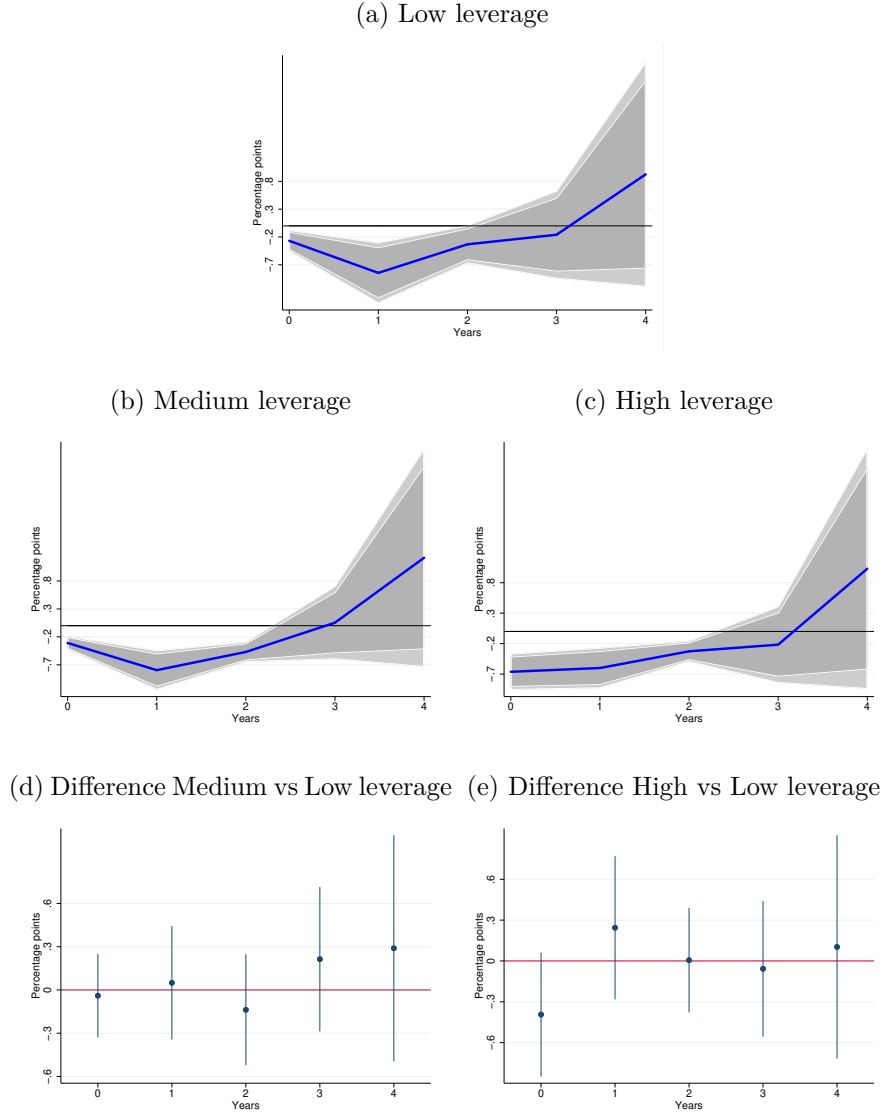 (a) Low leverage
Percentage points
.8
.3
-.2
-.7
0 1 2 3 4
Years
(b) Medium leverage
Percentage points
.8
.3
-.2
-.7
0 1 2 3 4
Years
(c) High leverage
Percentage points
.8
.3
-.2
-.7
0 1 2 3 4
Years
(d) Difference Medium vs Low leverage
Percentage points
.6
.3
0
-.3
-.6
0 1 2 3 4
Years
(e) Difference High vs Low leverage
Percentage points
.6
.3
0
-.3
-.6
0 1 2 3 4
Years